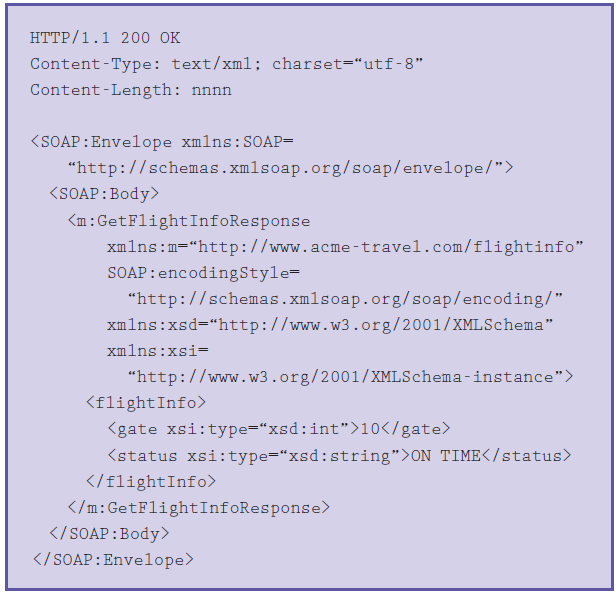 HTTP/1.1 200 OK
Content-Type: text/xml; charset=“utf-8”
Content-Length: nnnn

<SOAP:Envelope xmlns:SOAP=
“http://schemas.xmlsoap.org/soap/envelope/”>
<SOAP:Body>
<m:GetFlightInfoResponse
xmlns:m=“http://www.acme-travel.com/flightinfo”
SOAP:encodingStyle=
“http://schemas.xmlsoap.org/soap/encoding/”
xmlns:xsd=“http://www.w3.org/2001/XMLSchema”
xmlns:xsi=
“http://www.w3.org/2001/XMLSchema-instance”>
<flightInfo>
<gate xsi:type=“xsd:int”>10</gate>
<status xsi:type=“xsd:string”>ON TIME</status>
</flightInfo>
</m:GetFlightInfoResponse>
</SOAP:Body>
</SOAP:Envelope>